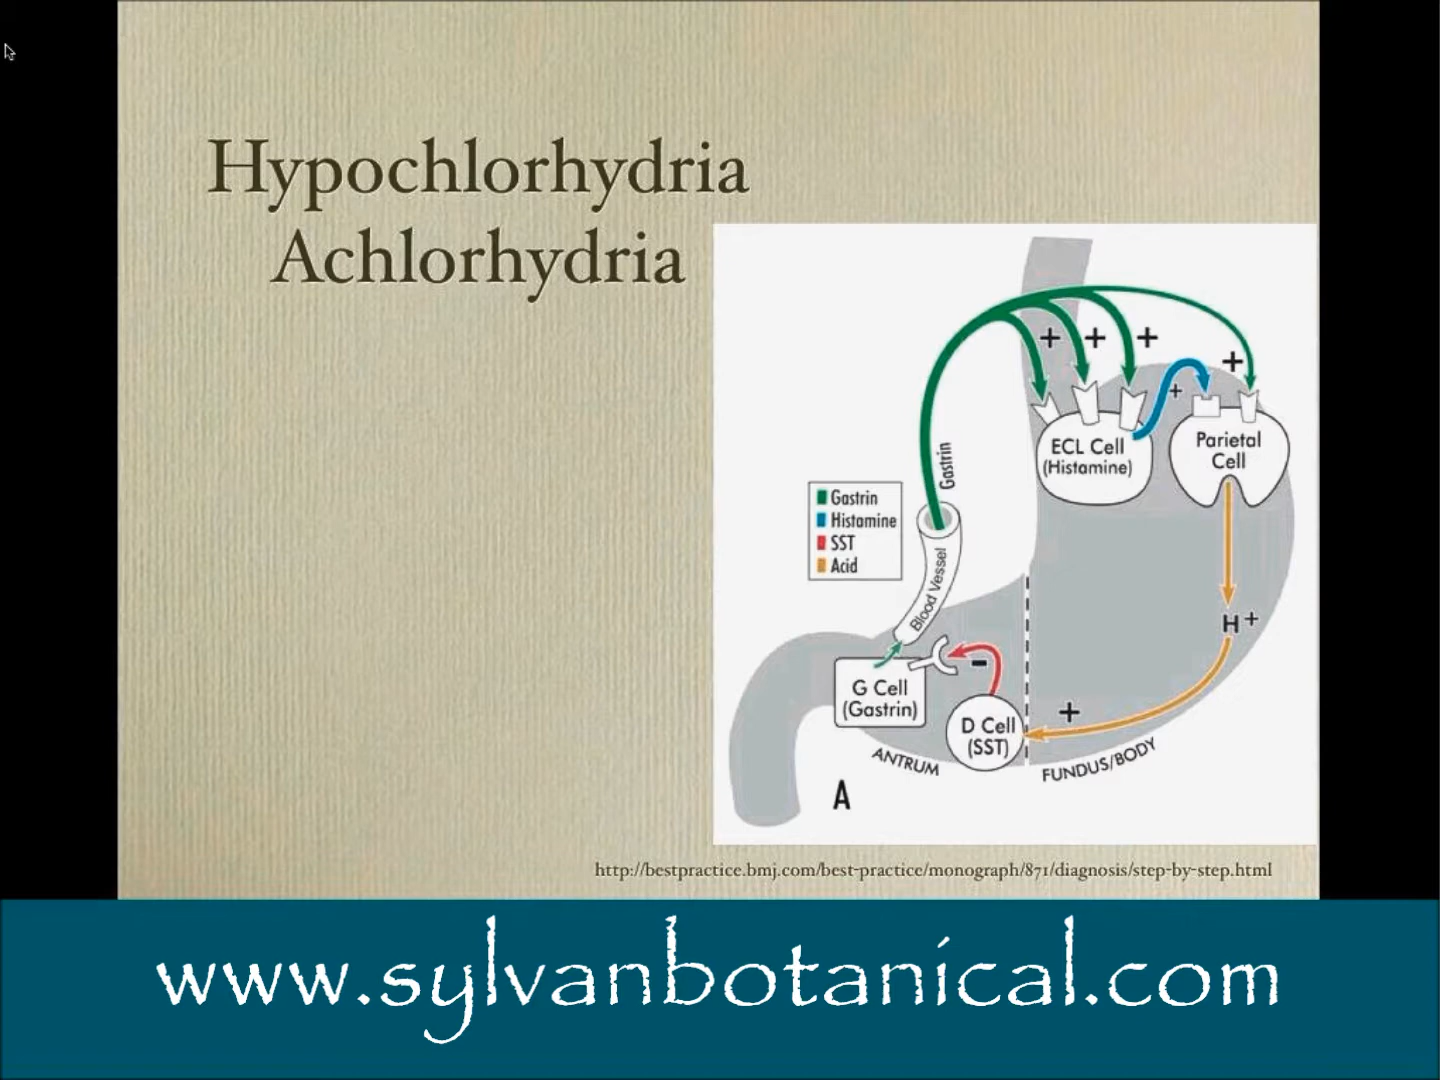 Hypochlorhydria
Achlorhydria
+
+
+
+
+
ECL Cell
(Histamine)
Parietal
Cell
Gastrin
Gastrin
Histamine
SST
Acid
Blood Vessel
H+
-
G Cell
(Gastrin)
D Cell
(SST)
+
ANTRUM
FUNDUS/BODY
A
http://bestpractice.bmj.com/best-practice/monograph/871/diagnosis/step-by-step.html
www.sylvanbotanical.com